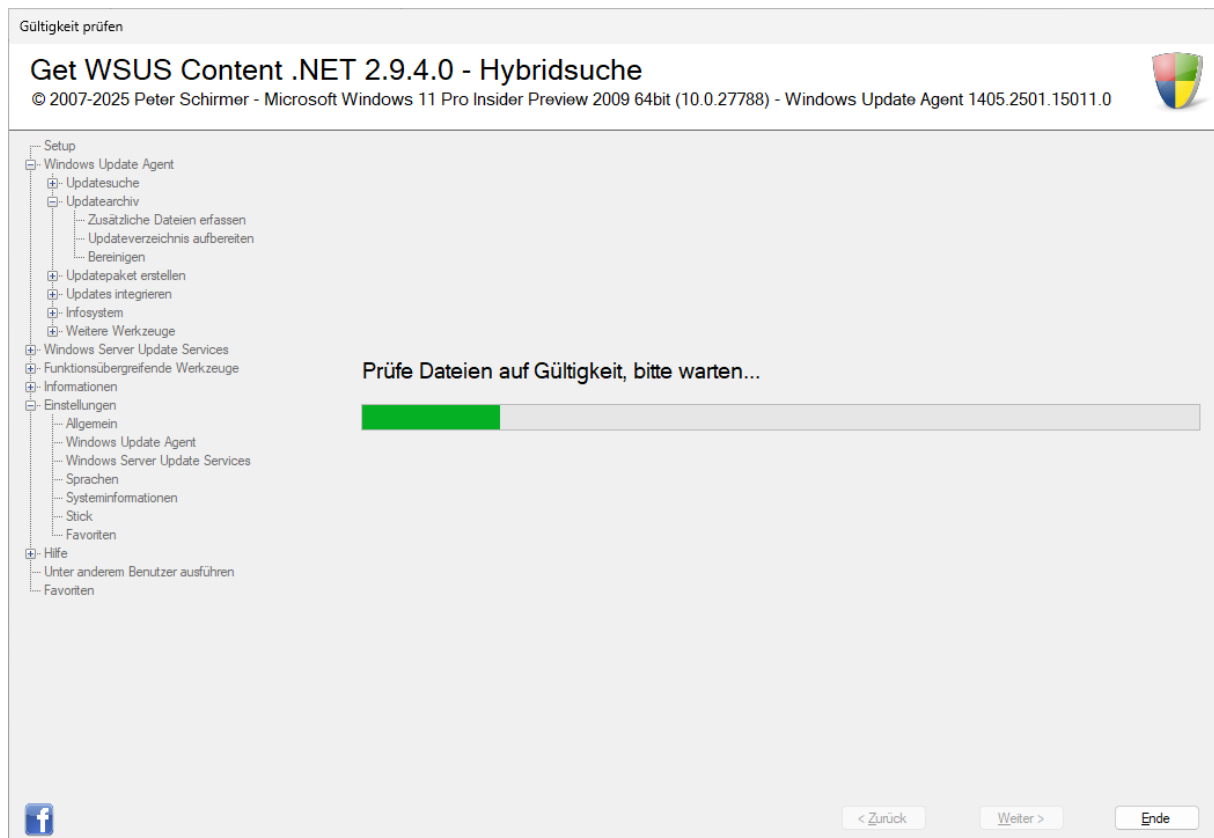 Gültigkeit prüfen
Get WSUS Content .NET 2.9.4.0 - Hybridsuche
© 2007-2025 Peter Schirmer - Microsoft Windows 11 Pro Insider Preview 2009 64bit (10.0.27788) - Windows Update Agent 1405.2501.15011.0
Setup
Windows Update Agent
Updatesuche
Updatearchiv
Zusätzliche Dateien erfassen
Updateverzeichnis aufbereiten
Bereinigen
Updatepaket erstellen
Updates integrieren
Infosystem
Weitere Werkzeuge
Windows Server Update Services
Funktionsübergreifende Werkzeuge
Informationen
Einstellungen
Allgemein
Windows Update Agent
Windows Server Update Services
Sprachen
Systeminformationen
Stick
Favoriten
Hilfe
Unter anderem Benutzer ausführen
Favoriten
Prüfe Dateien auf Gültigkeit, bitte warten...
< Zurück
Weiter >
Ende